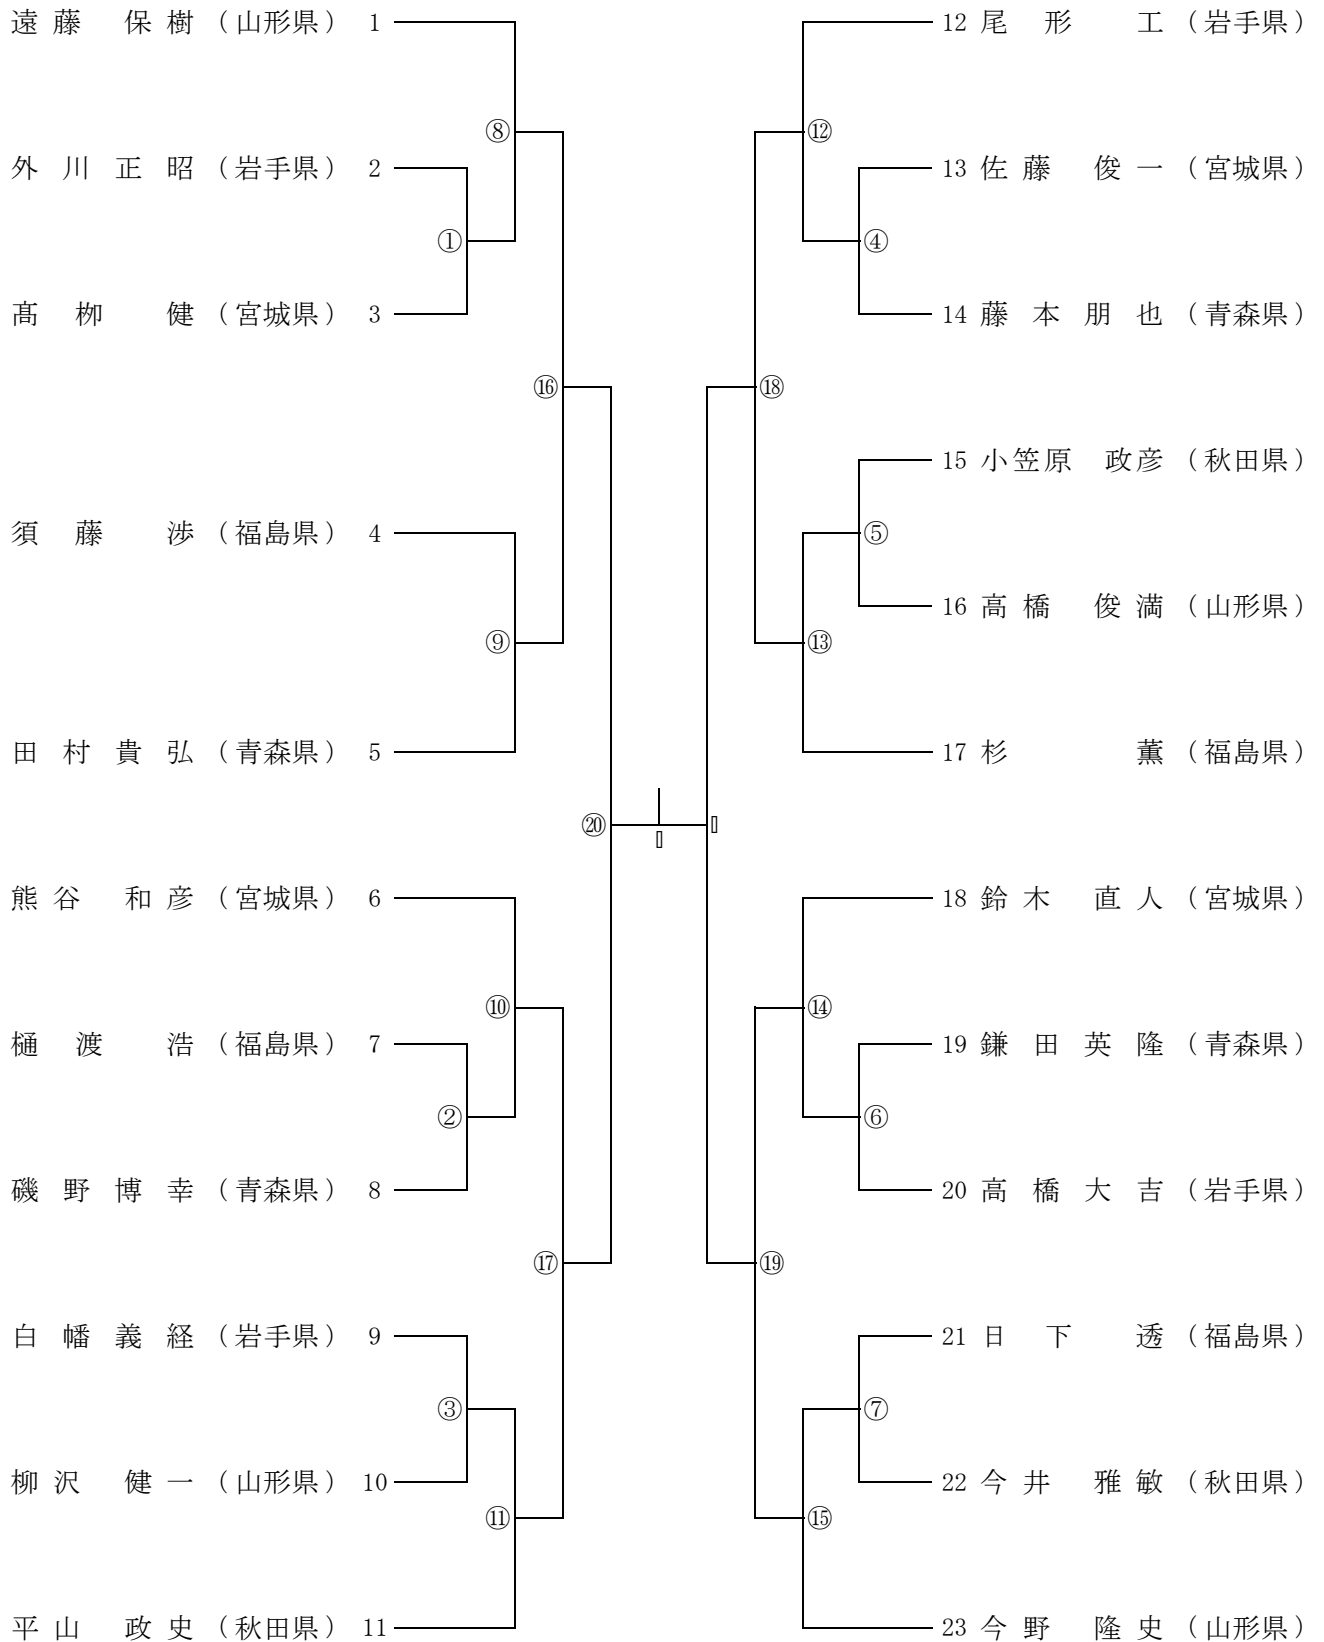 遠藤 保樹 （山形県） 1
⑧
外川正昭 （岩手県） 2
①
髙栁 健 （宮城県） 3
⑯
須藤 渉 （福島県） 4
⑨
田村貴弘 （青森県） 5
⑳
熊谷 和彦 （宮城県） 6
⑩
樋渡 浩 （福島県） 7
②
磯野博幸 （青森県） 8
⑰
白幡義経 （岩手県） 9
③
柳沢 健一 （山形県） 10
⑪
平山 政史 （秋田県） 11
12 尾形 工 （岩手県）
⑫
13 佐藤 俊一 （宮城県）
④
14 藤本朋也 （青森県）
⑱
15 小笠原 政彦 （秋田県）
⑤
16 高橋 俊満 （山形県）
⑬
17 杉 薫 （福島県）
18 鈴木 直人 （宮城県）
⑭
19 鎌田英隆 （青森県）
⑥
20 高橋大吉 （岩手県）
⑲
21 日下 透 （福島県）
⑦
22 今井 雅敏 （秋田県）
⑮
23 今野 隆史 （山形県）